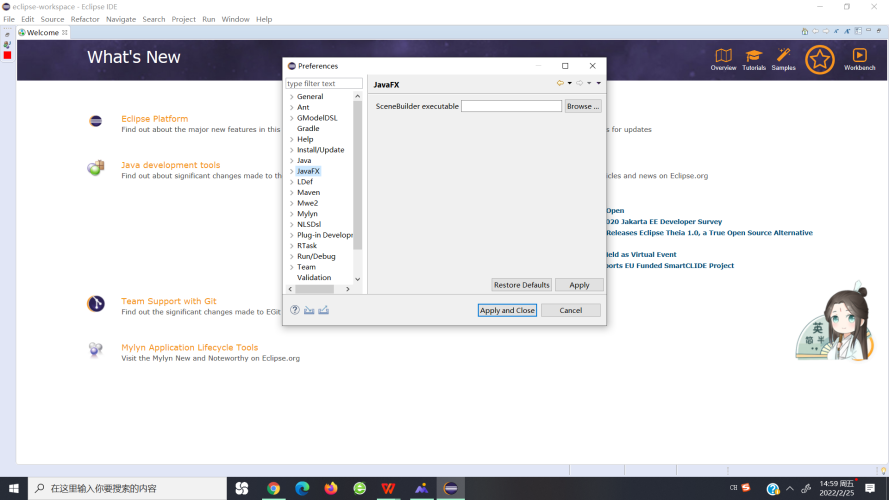 eclipse-workspace - Eclipse IDE
File Edit Source Refactor Navigate Search Project Run Window Help
Welcome
What's New
Overview Tutorials Samples Workbench
Eclipse Platform
Find out about the major new features in this
s for updates
Java development tools
Find out about significant changes made to th
icles and news on Eclipse.org
Open
020 Jakarta EE Developer Survey
Releases Eclipse Theia 1.0, a True Open Source Alternative
ield as Virtual Event
ports EU Funded SmartCLIDE Project
Team Support with Git
Find out the significant changes made to EGit
Mylyn Application Lifecycle Tools
Visit the Mylyn New and Noteworthy on Eclipse.org
Preferences
type filter text
General
Ant
GModelDSL
Gradle
Help
Install/Update
Java
JavaFX
LDef
Maven
Mwe2
Mylyn
NLSDsl
Plug-in Developr
RTask
Run/Debug
Team
Validation
JavaFX
SceneBuilder executable Browse ...
Restore Defaults Apply
Apply and Close Cancel
英
简 半
在这里输入你要搜索的内容
CH
14:59 周五
2022/2/25